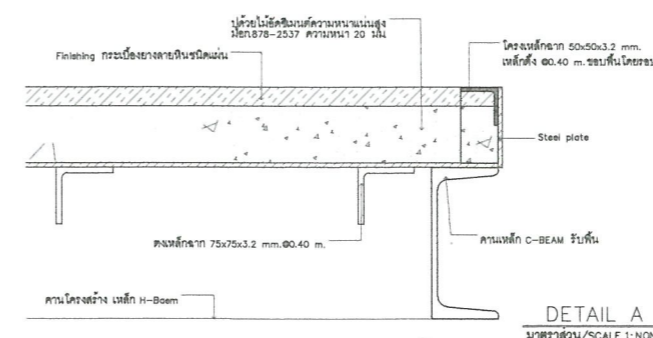 ปูด้วยไม้อัดซีเมนต์ความหนาแน่นสูง
มอก.878-2537 ความหนา 20 มม
Finishing กระเบื้องยางลายหินชนิดแผ่น
โครงเหล็กฉาก 50x50x3.2 mm.
เหล็กตั้ง @0.40 m.ขอบพื้นโดยรอบ
Steel plate
ตงเหล็กฉาก 75x75x3.2 mm.@0.40 m.
คานเหล็ก C-BEAM รับพื้น
คานโครงสร้าง เหล็ก H-Baem
DETAIL A
มาตราส่วน/SCALE 1:NON